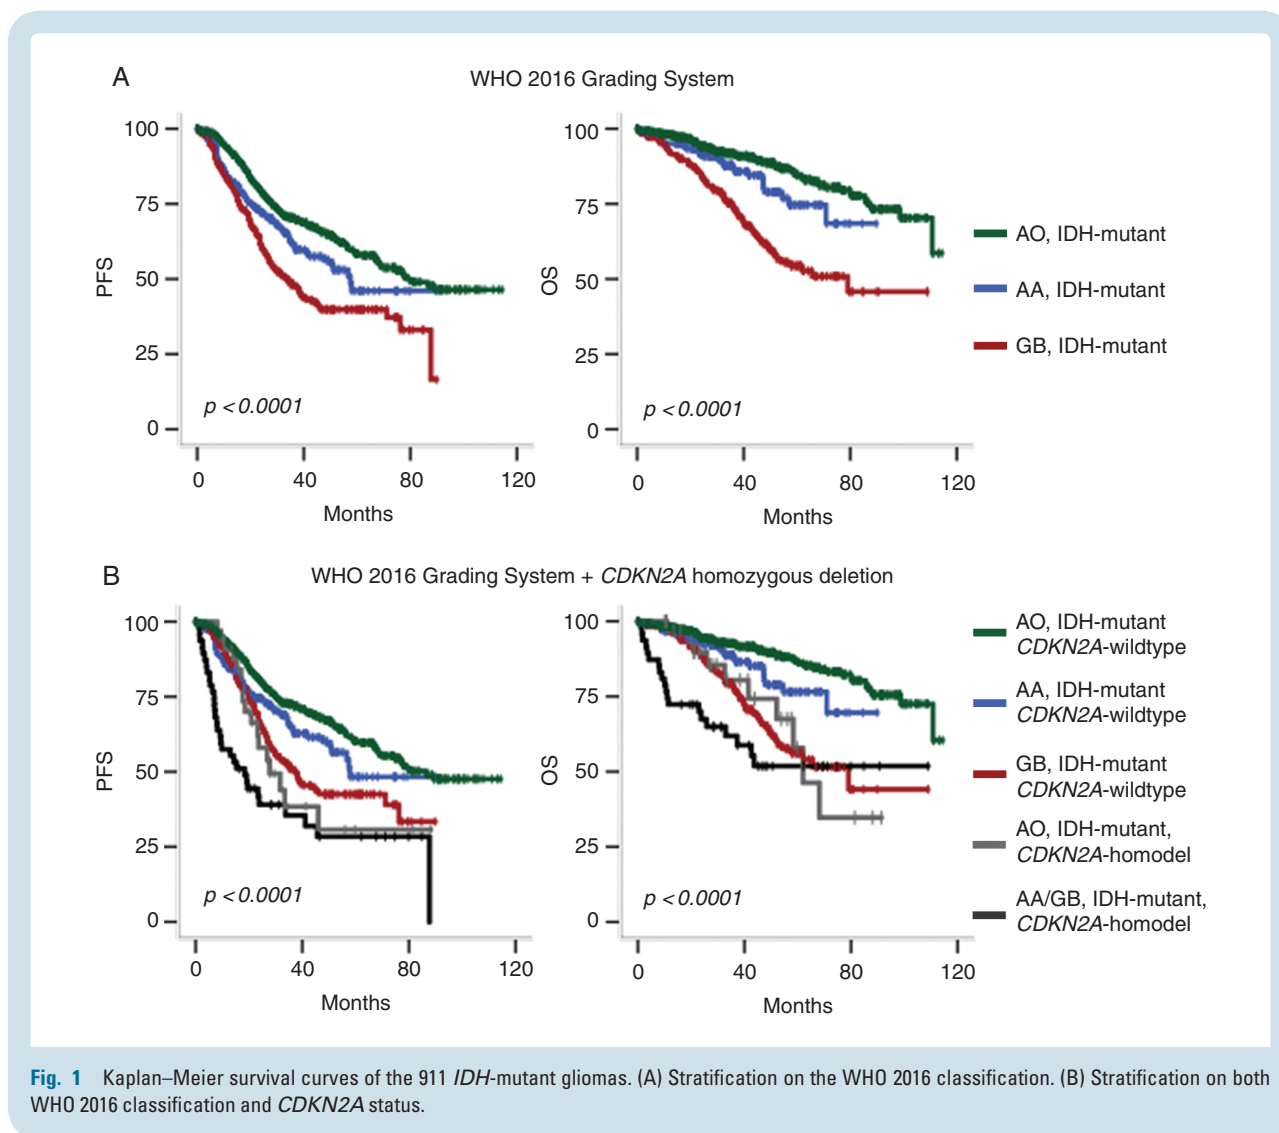 A
WHO 2016 Grading System
PFS
100
75
50
25
0
p < 0.0001
0 40 80 120
Months
OS
100
75
50
25
0
p < 0.0001
0 40 80 120
Months
AO, IDH-mutant
AA, IDH-mutant
GB, IDH-mutant
B
WHO 2016 Grading System + CDKN2A homozygous deletion
PFS
100
75
50
25
0
p < 0.0001
0 40 80 120
Months
OS
100
75
50
25
0
p < 0.0001
0 40 80 120
Months
AO, IDH-mutant
CDKN2A-wildtype
AA, IDH-mutant
CDKN2A-wildtype
GB, IDH-mutant
CDKN2A-wildtype
AO, IDH-mutant,
CDKN2A-homodel
AA/GB, IDH-mutant,
CDKN2A-homodel
Fig. 1 Kaplan–Meier survival curves of the 911 IDH-mutant gliomas. (A) Stratification on the WHO 2016 classification. (B) Stratification on both
WHO 2016 classification and CDKN2A status.